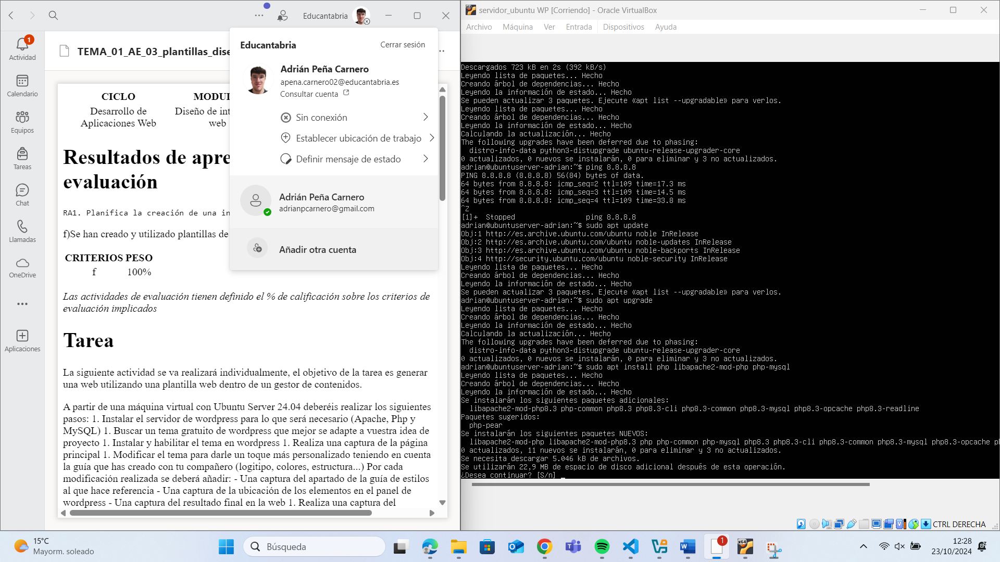 Educantabria
1
Actividad
Calendario
Equipos
Tareas
Chat
Llamadas
OneDrive
Aplicaciones
TEMA_01_AE_03_plantillas_dise
CICLO
MODUL
Desarrollo de
Aplicaciones Web
Diseño de int
web
Resultados de apre
evaluación
RA1. Planifica la creación de una in
f)Se han creado y utilizado plantillas de
CRITERIOS PESO
f 100%
Las actividades de evaluación tienen definido el % de calificación sobre los criterios de
evaluación implicados
Tarea
La siguiente actividad se va realizará individualmente, el objetivo de la tarea es generar
una web utilizando una plantilla web dentro de un gestor de contenidos.
A partir de una máquina virtual con Ubuntu Server 24.04 deberéis realizar los siguientes
pasos: 1. Instalar el servidor de wordpress para lo que será necesario (Apache, Php y
MySQL) 1. Buscar un tema gratuito de wordpress que mejor se adapte a vuestra idea de
proyecto 1. Instalar y habilitar el tema en wordpress 1. Realiza una captura de la página
principal 1. Modificar el tema para darle un toque más personalizado teniendo en cuenta
la guía que has creado con tu compañero (logitipo, colores, estructura...) Por cada
modificación realizada se deberá añadir: - Una captura del apartado de la guía de estilos
al que hace referencia - Una captura de la ubicación de los elementos en el panel de
wordpress - Una captura del resultado final en la web 1. Realiza una captura del
Educantabria
Cerrar sesión
Adrián Peña Carnero
apena.carnero02@educantabria.es
Consultar cuenta
Sin conexión
Establecer ubicación de trabajo
Definir mensaje de estado
Adrián Peña Carnero
adrianpcarnero@gmail.com
Añadir otra cuenta
servidor_ubuntu WP [Corriendo] - Oracle VirtualBox
Archivo Máquina Ver Entrada Dispositivos Ayuda
Descargados 723 kB en 2s (392 kB/s)
Leyendo lista de paquetes... Hecho
Creando árbol de dependencias... Hecho
Leyendo la información de estado... Hecho
Se pueden actualizar 3 paquetes. Ejecute «apt list --upgradable» para verlos.
Leyendo lista de paquetes... Hecho
Creando árbol de dependencias... Hecho
Leyendo la información de estado... Hecho
Calculando la actualización... Hecho
The following upgrades have been deferred due to phasing:
distro-info-data python3-distupgrade ubuntu-release-upgrader-core
0 actualizados, 0 nuevos se instalarán, 0 para eliminar y 3 no actualizados.
adrian@ubuntuserver-adrian:~$ ping 8.8.8.8
PING 8.8.8.8 (8.8.8.8) 56(84) bytes of data.
64 bytes from 8.8.8.8: icmp_seq=2 ttl=109 time=17.3 ms
64 bytes from 8.8.8.8: icmp_seq=3 ttl=109 time=14.5 ms
64 bytes from 8.8.8.8: icmp_seq=4 ttl=109 time=33.8 ms
^Z
[1]+ Stopped ping 8.8.8.8
adrian@ubuntuserver-adrian:~$ sudo apt update
Obj:1 http://es.archive.ubuntu.com/ubuntu noble InRelease
Obj:2 http://es.archive.ubuntu.com/ubuntu noble-updates InRelease
Obj:3 http://es.archive.ubuntu.com/ubuntu noble-backports InRelease
Obj:4 http://security.ubuntu.com/ubuntu noble-security InRelease
Leyendo lista de paquetes... Hecho
Creando árbol de dependencias... Hecho
Leyendo la información de estado... Hecho
Se pueden actualizar 3 paquetes. Ejecute «apt list --upgradable» para verlos.
adrian@ubuntuserver-adrian:~$ sudo apt upgrade
Leyendo lista de paquetes... Hecho
Creando árbol de dependencias... Hecho
Leyendo la información de estado... Hecho
Calculando la actualización... Hecho
The following upgrades have been deferred due to phasing:
distro-info-data python3-distupgrade ubuntu-release-upgrader-core
0 actualizados, 0 nuevos se instalarán, 0 para eliminar y 3 no actualizados.
adrian@ubuntuserver-adrian:~$ sudo apt install php libapache2-mod-php php-mysql
Leyendo lista de paquetes... Hecho
Creando árbol de dependencias... Hecho
Leyendo la información de estado... Hecho
Se instalarán los siguientes paquetes adicionales:
libapache2-mod-php8.3 php-common php8.3 php8.3-cli php8.3-common php8.3-mysql php8.3-opcache php8.3-readline
Paquetes sugeridos:
php-pear
Se instalarán los siguientes paquetes NUEVOS:
libapache2-mod-php libapache2-mod-php8.3 php php-common php-mysql php8.3 php8.3-cli php8.3-common php8.3-mysql php8.3-opcache ph
0 actualizados, 11 nuevos se instalarán, 0 para eliminar y 3 no actualizados.
Se necesita descargar 5.046 kB de archivos.
Se utilizarán 22,9 MB de espacio de disco adicional después de esta operación.
¿Desea continuar? [S/n]
CTRL DERECHA
15°C
Mayorm. soleado
Búsqueda
1
12:28
23/10/2024